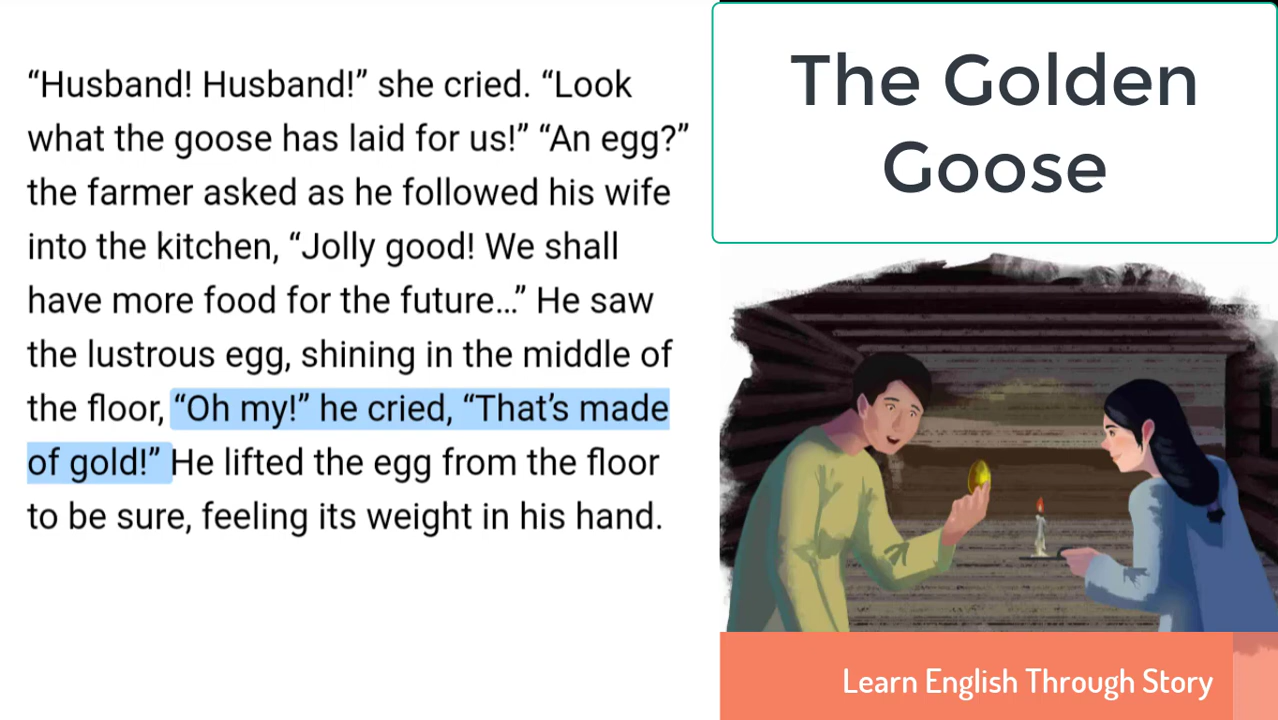 “Husband! Husband!” she cried. “Look
what the goose has laid for us!” “An egg?”
the farmer asked as he followed his wife
into the kitchen, “Jolly good! We shall
have more food for the future...” He saw
the lustrous egg, shining in the middle of
the floor, “Oh my!” he cried, “That’s made
of gold!” He lifted the egg from the floor
to be sure, feeling its weight in his hand.
The Golden
Goose
Learn English Through Story